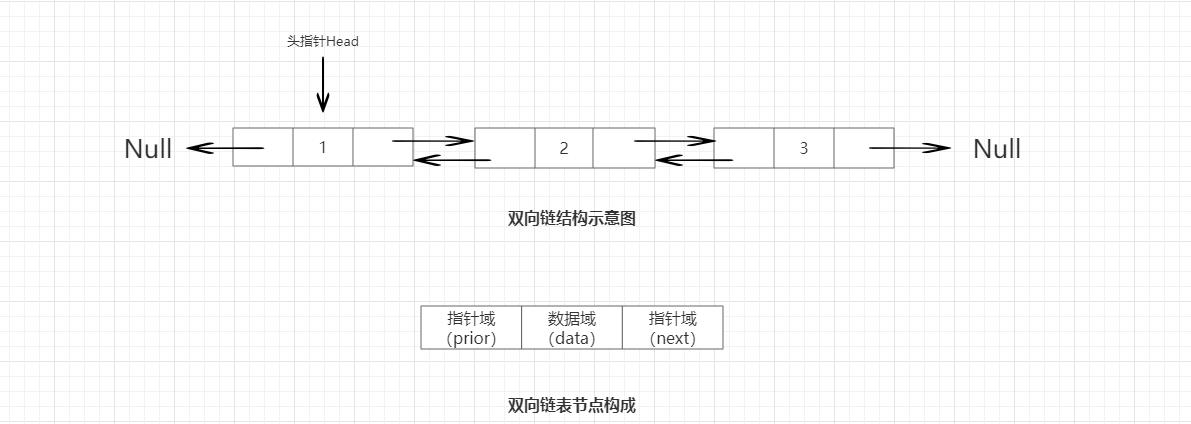 头指针Head
Null
1
2
3
Null
双向链结构示意图
指针域
（prior）
数据域
（data）
指针域
（next）
双向链表节点构成